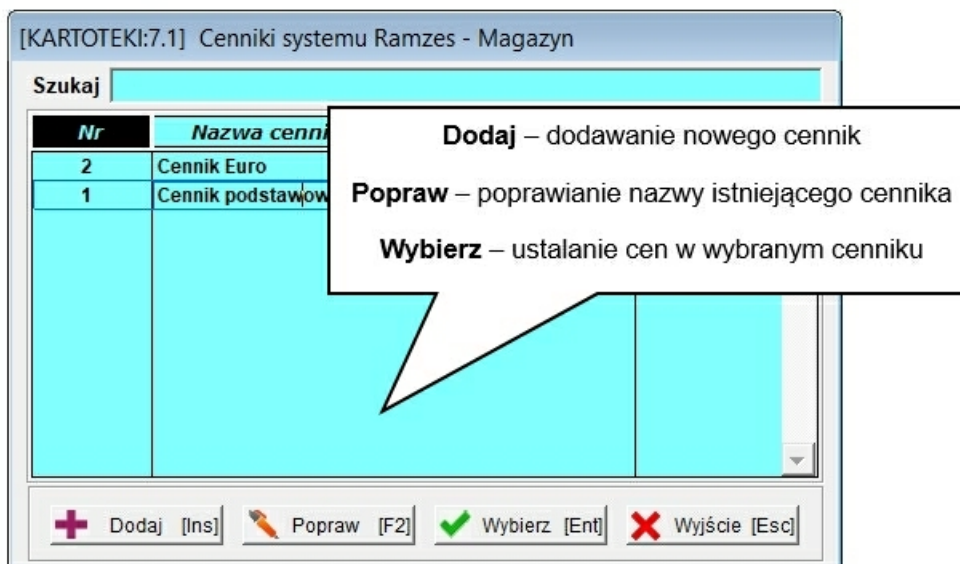 [KARTOTEKI:7.1] Cenniki systemu Ramzes - Magazyn
Szukaj
Nr Nazwa cenni
2 Cennik Euro
1 Cennik podstawow
Dodaj – dodawanie nowego cennik
Popraw – poprawianie nazwy istniejącego cennika
Wybierz – ustalanie cen w wybranym cenniku
Dodaj [Ins] Popraw [F2] Wybierz [Ent] Wyjście [Esc]